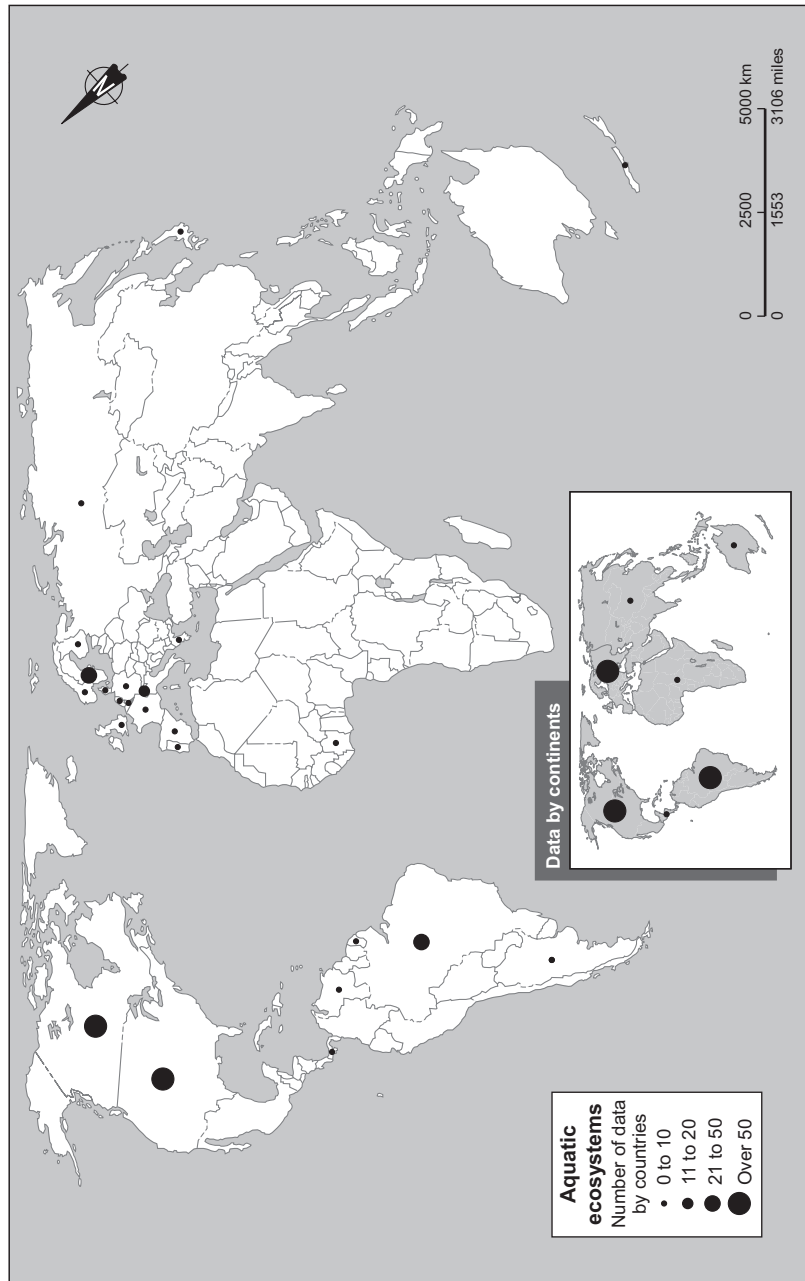 N
0 2500 5000 km
0 1553 3106 miles
Data by continents
Aquatic
ecosystems
Number of data
by countries
0 to 10
11 to 20
21 to 50
Over 50